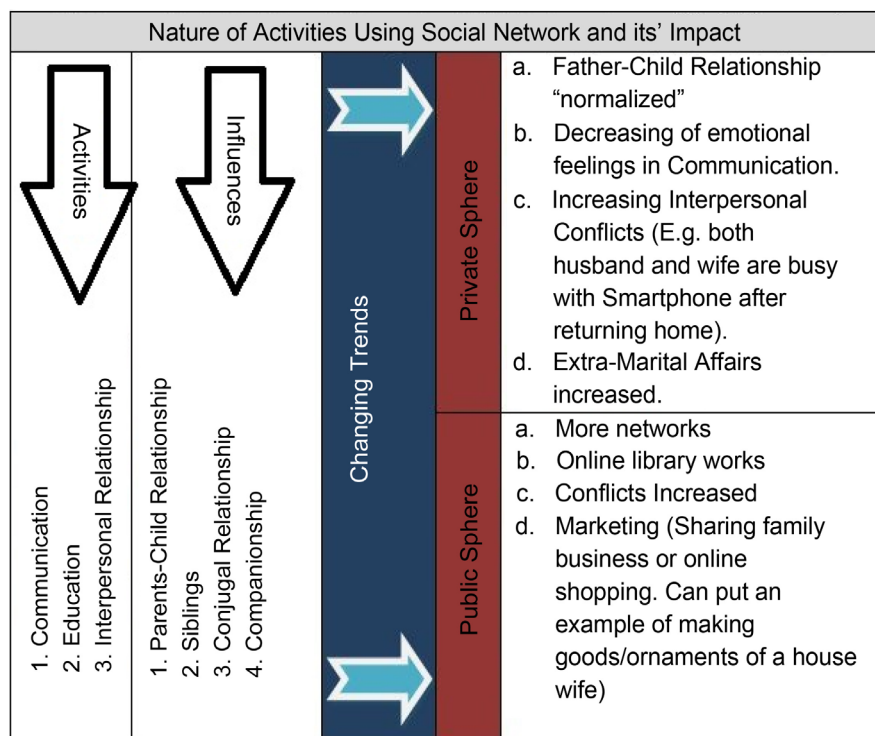 Nature of Activities Using Social Network and its' Impact
Activities
1. Communication
2. Education
3. Interpersonal Relationship
Influences
1. Parents-Child Relationship
2. Siblings
3. Conjugal Relationship
4. Companionship
Changing Trends
Private Sphere
a. Father-Child Relationship
“normalized”
b. Decreasing of emotional
feelings in Communication.
c. Increasing Interpersonal
Conflicts (E.g. both
husband and wife are busy
with Smartphone after
returning home).
d. Extra-Marital Affairs
increased.
Public Sphere
a. More networks
b. Online library works
c. Conflicts Increased
d. Marketing (Sharing family
business or online
shopping. Can put an
example of making
goods/ornaments of a house
wife)